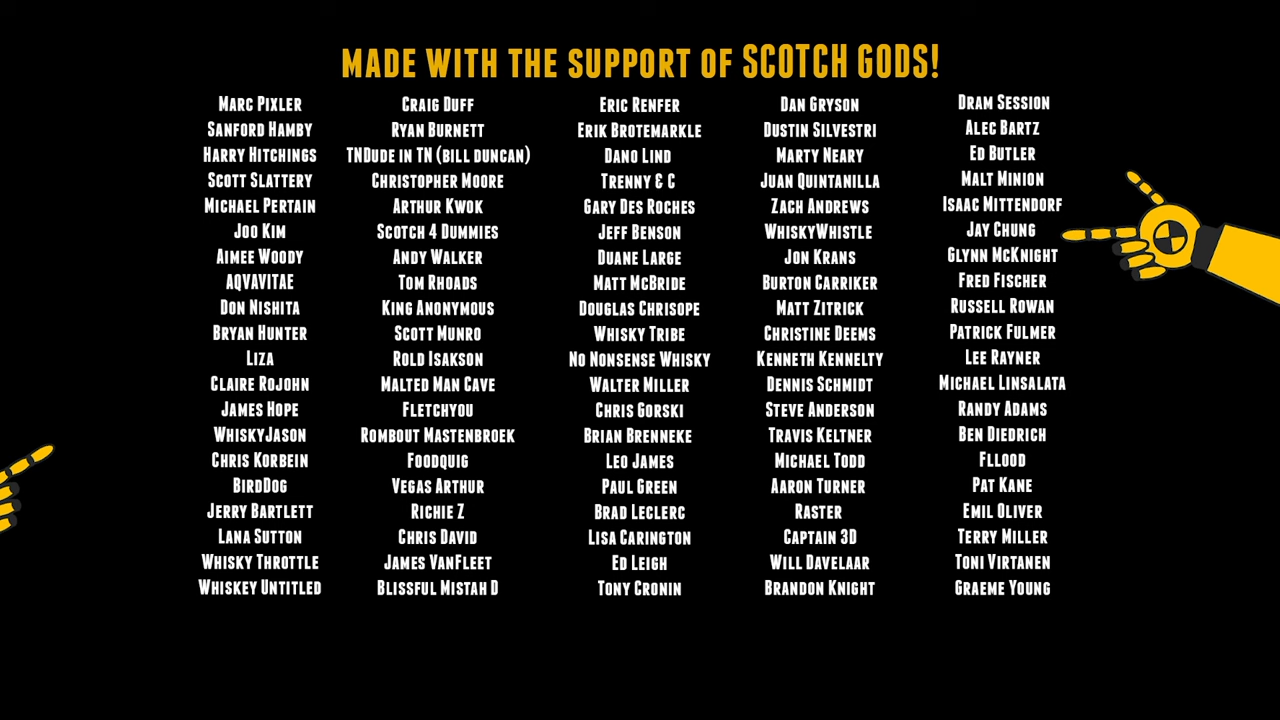 MADE WITH THE SUPPORT OF SCOTCH GODS!
Marc Pixler
Sanford Hamby
Harry Hitchings
Scott Slattery
Michael Pertain
Joo Kim
Aimee Woody
AQVAVITAE
Don Nishita
Bryan Hunter
Liza
Claire Rojohn
James Hope
WhiskyJason
Chris Korbein
BirdDog
Jerry Bartlett
Lana Sutton
Whisky Throttle
Whiskey Untitled
Craig Duff
Ryan Burnett
TNDude in TN (bill duncan)
Christopher Moore
Arthur Kwok
Scotch 4 Dummies
Andy Walker
Tom Rhoads
King Anonymous
Scott Munro
Rold Isakson
Malted Man Cave
Fletchyou
Rombout Mastenbroek
Foodquig
Vegas Arthur
Richie Z
Chris David
James VanFleet
Blissful Mistah D
Eric Renfer
Erik Brotemarkle
Dano Lind
Trenny & C
Gary Des Roches
Jeff Benson
Duane Large
Matt McBride
Douglas Chrisope
Whisky Tribe
No Nonsense Whisky
Walter Miller
Chris Gorski
Brian Brenneke
Leo James
Paul Green
Brad Leclerc
Lisa Carington
Ed Leigh
Tony Cronin
Dan Gryson
Dustin Silvestri
Marty Neary
Juan Quintanilla
Zach Andrews
WhiskyWhistle
Jon Krans
Burton Carriker
Matt Zitrick
Christine Deems
Kenneth Kennelty
Dennis Schmidt
Steve Anderson
Travis Keltner
Michael Todd
Aaron Turner
Raster
Captain 3D
Will Davelaar
Brandon Knight
Dram Session
Alec Bartz
Ed Butler
Malt Minion
Isaac Mittendorf
Jay Chung
Glynn McKnight
Fred Fischer
Russell Rowan
Patrick Fulmer
Lee Rayner
Michael Linsalata
Randy Adams
Ben Diedrich
Fllood
Pat Kane
Emil Oliver
Terry Miller
Toni Virtanen
Graeme Young